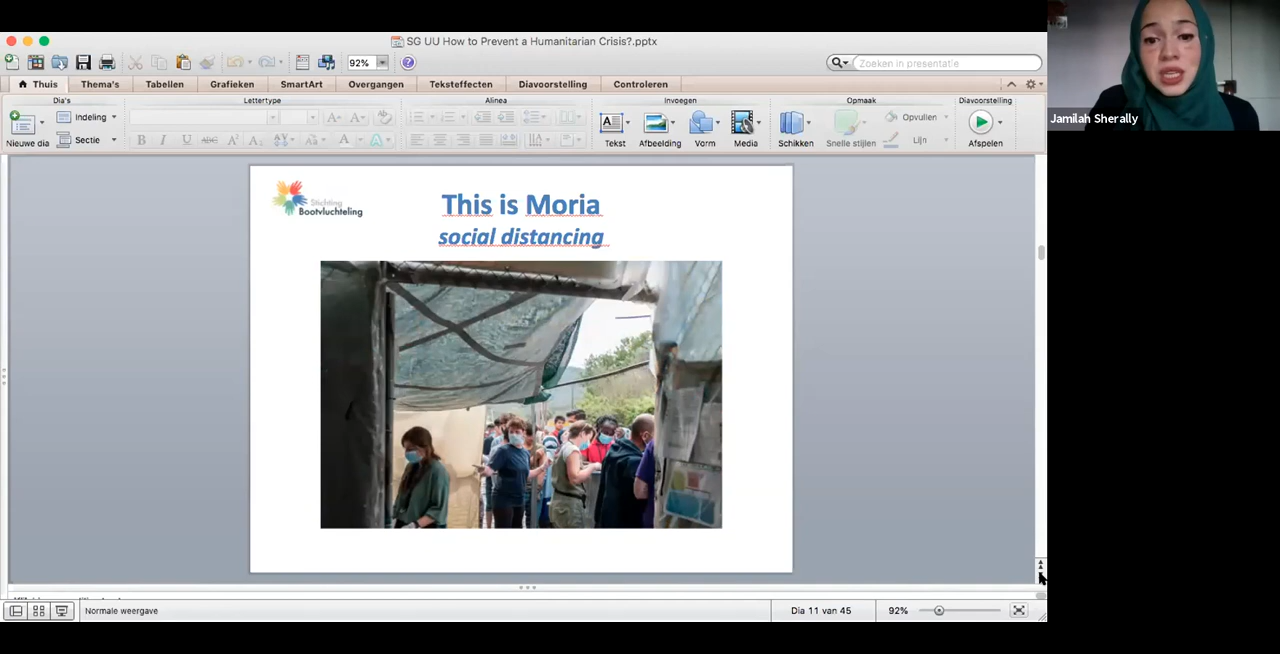 SG UU How to Prevent a Humanitarian Crisis?.pptx
92%
Zoeken in presentatie
Thuis Thema's Tabellen Grafieken SmartArt Overgangen Teksteffecten Diavoorstelling Controleren
Dia's Lettertype Alinea Invoegen Opmaak Diavoorstelling
Nieuwe dia
Indeling
Sectie
B I U ABC A² A₂
Tekst Afbeelding Vorm Media Schikken Snelle stijlen
Opvullen
Lijn
Afspelen
Jamilah Sherally
Stichting
Bootvluchteling
This is Moria
social distancing
Normale weergave Dia 11 van 45 92%